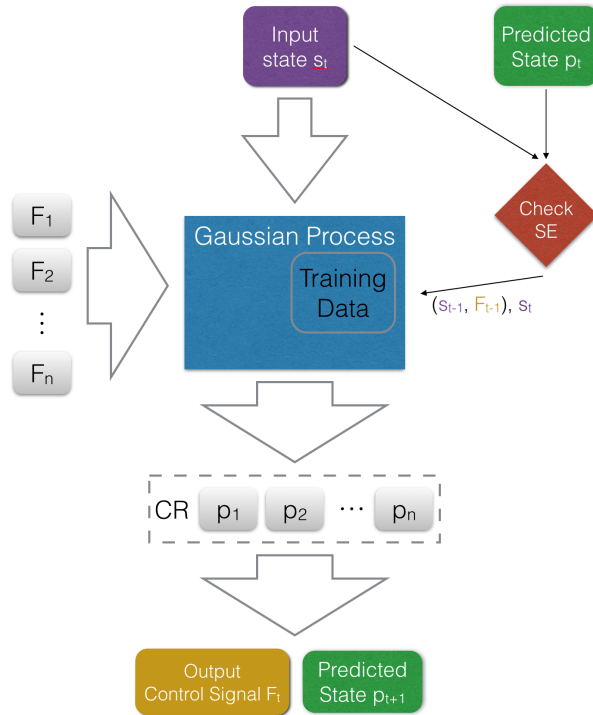 Input
state sₜ
Predicted
State pₜ
F₁
F₂
⋮
Fₙ
Gaussian Process
Training
Data
Check
SE
(sₜ₋₁, Fₜ₋₁), sₜ
CR p₁ p₂ ··· pₙ
Output
Control Signal Fₜ
Predicted
State pₜ₊₁